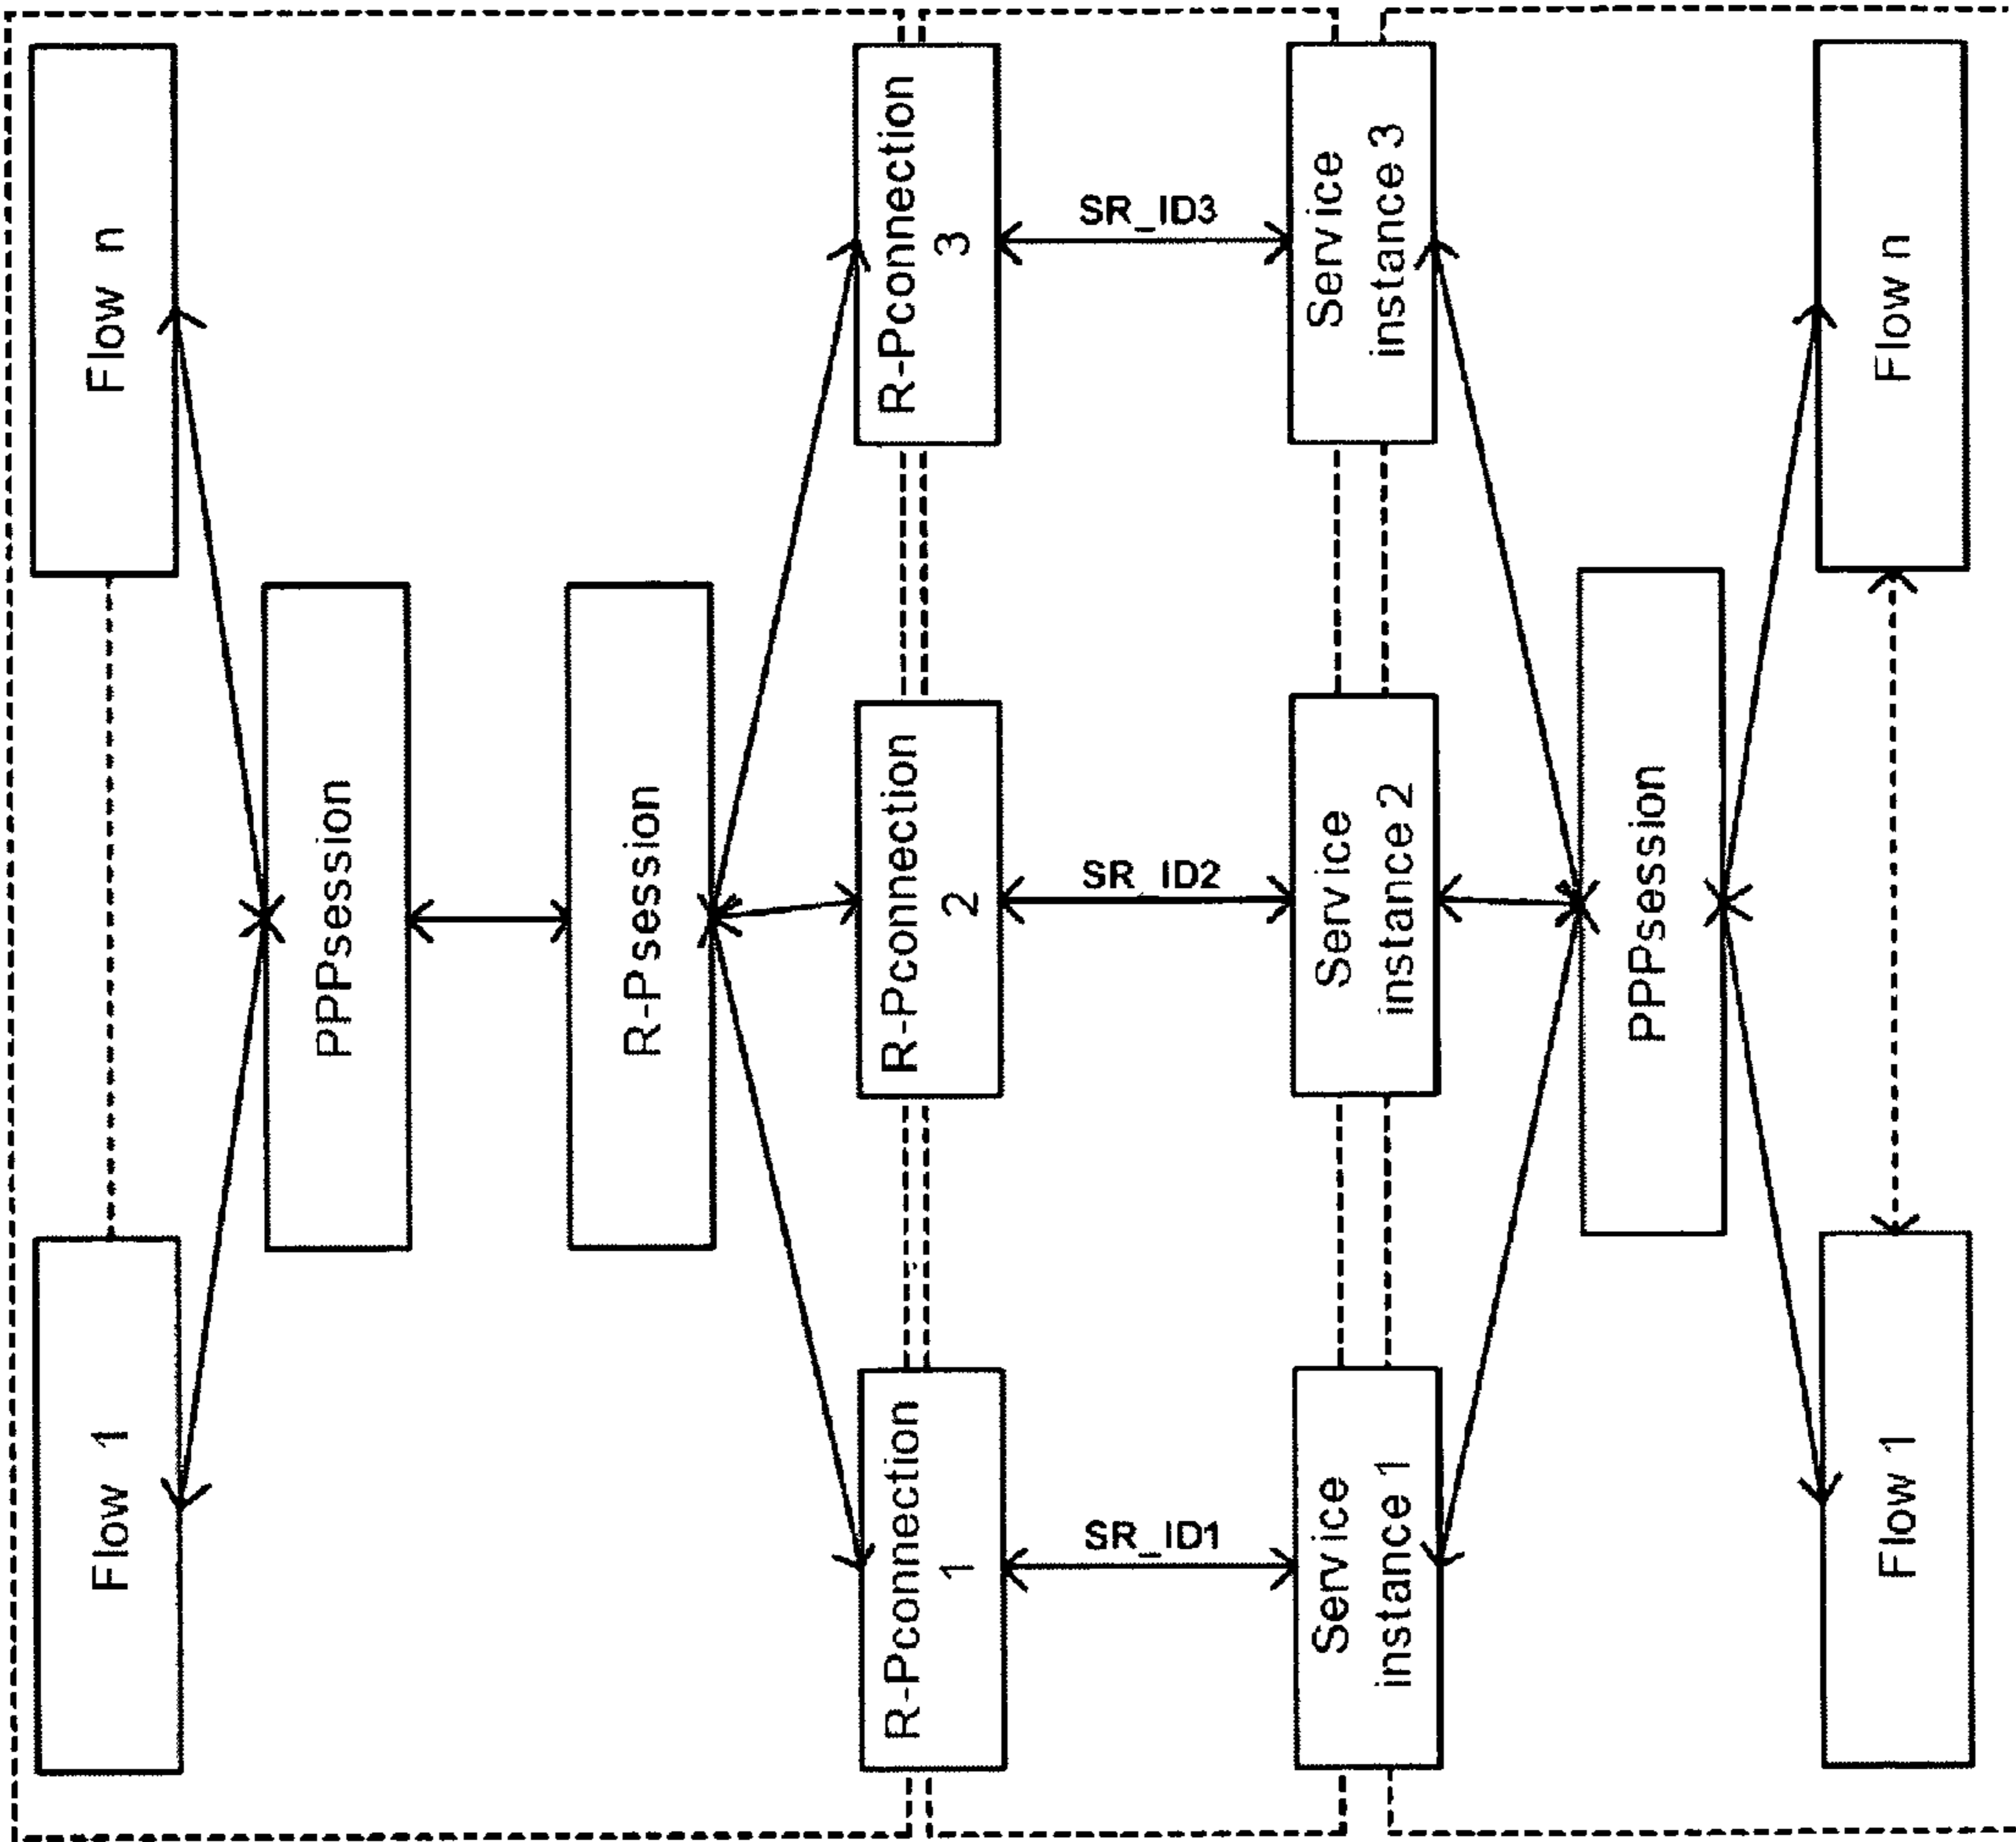 Flow 1
Flow n
PPPsession
R-Psession
R-Pconnection
1
R-Pconnection
2
R-Pconnection
3
SR_ID1
SR_ID2
SR_ID3
Service
instance 1
Service
instance 2
Service
instance 3
PPPsession
Flow 1
Flow n